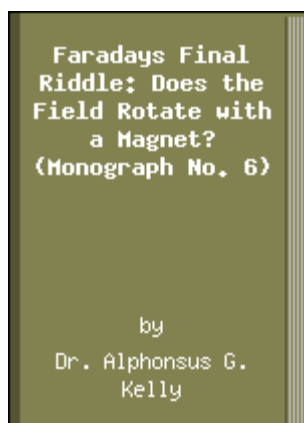 Faradays Final
Riddle: Does the
Field Rotate with
a Magnet?
(Monograph No. 6)
by
Dr. Alphonsus G.
Kelly